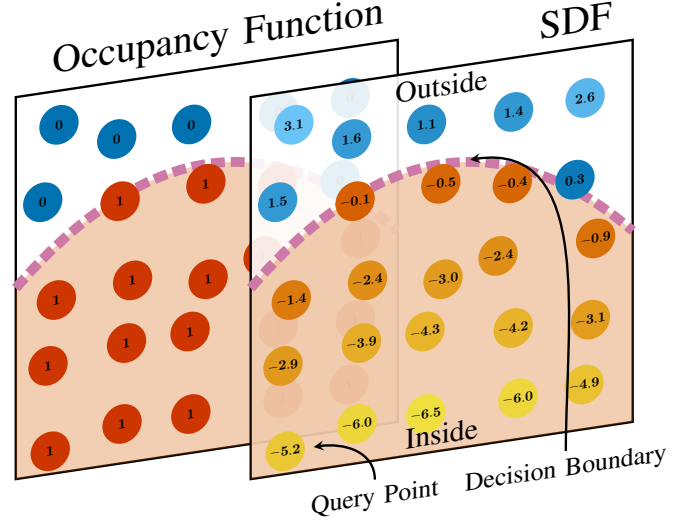 Occupancy Function
SDF
Outside
0 0 0 3.1 1.6 1.1 1.4 2.6
0 1 1 1.5 −0.1 −0.5 −0.4 0.3
1 1 1 −1.4 −2.4 −3.0 −2.4 −0.9
1 1 1 −2.9 −3.9 −4.3 −4.2 −3.1
1 1 1 −5.2 −6.0 −6.5 −6.0 −4.9
Inside
Query Point
Decision Boundary